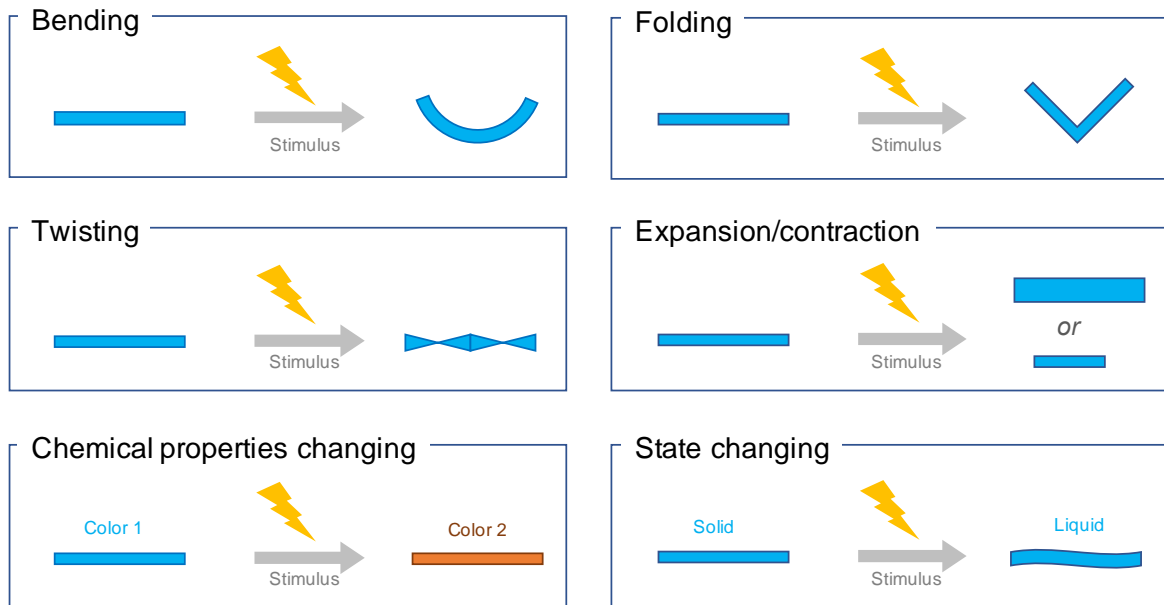 Bending
Stimulus
Folding
Stimulus
Twisting
Stimulus
Expansion/contraction
Stimulus
or
Chemical properties changing
Color 1
Stimulus
Color 2
State changing
Solid
Stimulus
Liquid